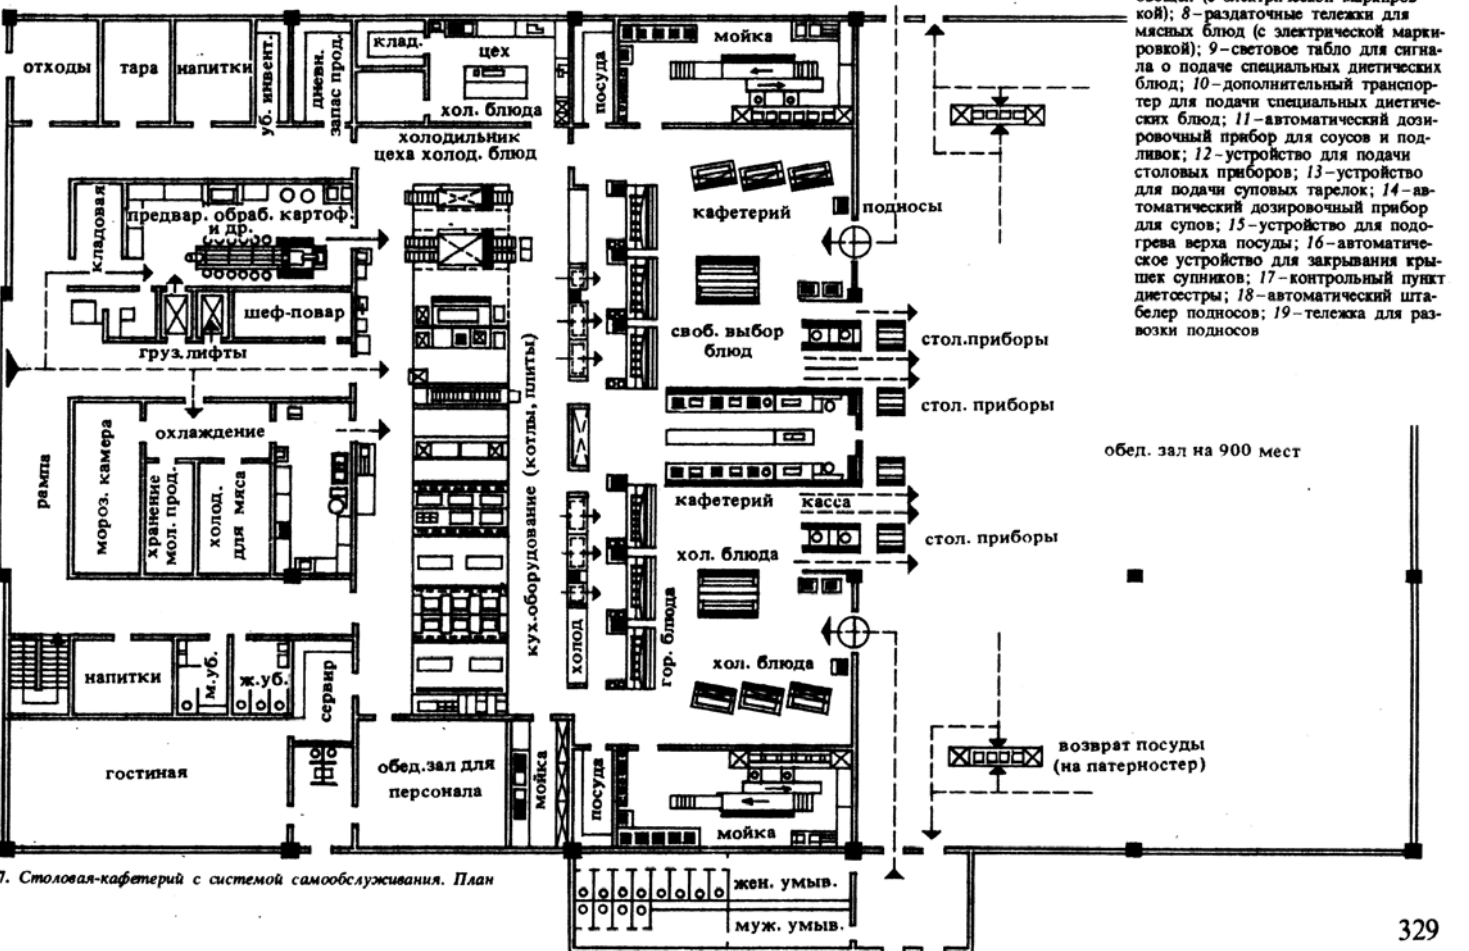 кой); 8–раздаточные тележки для
мясных блюд (с электрической марки-
ровкой); 9–световое табло для сигна-
ла о подаче специальных диетических
блюд; 10–дополнительный транспор-
тер для подачи специальных диетиче-
ских блюд; 11–автоматический дози-
ровочный прибор для соусов и под-
ливок; 12–устройство для подачи
столовых приборов; 13–устройство
для подачи суповых тарелок; 14–ав-
томатический дозировочный прибор
для супов; 15–устройство для подо-
грева верха посуды; 16–автоматиче-
ское устройство для закрывания кры-
шек супников; 17–контрольный пункт
диетсестры; 18–автоматический шта-
белер подносов; 19–тележка для раз-
возки подносов
отходы
тара
напитки
уб. инвент.
дневн.
запас прод.
клад.
цех
хол. блюда
посуда
мойка
холодильник
цеха холод. блюд
кладовая
предвар. обраб. картоф.
и др.
кафетерий
подносы
шеф-повар
груз.лифты
своб. выбор
блюд
стол.приборы
стол. приборы
охлаждение
рампа
мороз. камера
хранение
мол. прод.
холод.
для мяса
кух.оборудование (котлы, плиты)
кафетерий
касса
обед. зал на 900 мест
хол. блюда
стол. приборы
холод
гор. блюда
хол. блюда
напитки
м.уб.
ж.уб.
сервир
гостиная
обед.зал для
персонала
мойка
посуда
мойка
возврат посуды
(на патерностер)
7. Столовая-кафетерий с системой самообслуживания. План
жен. умыв.
муж. умыв.
329